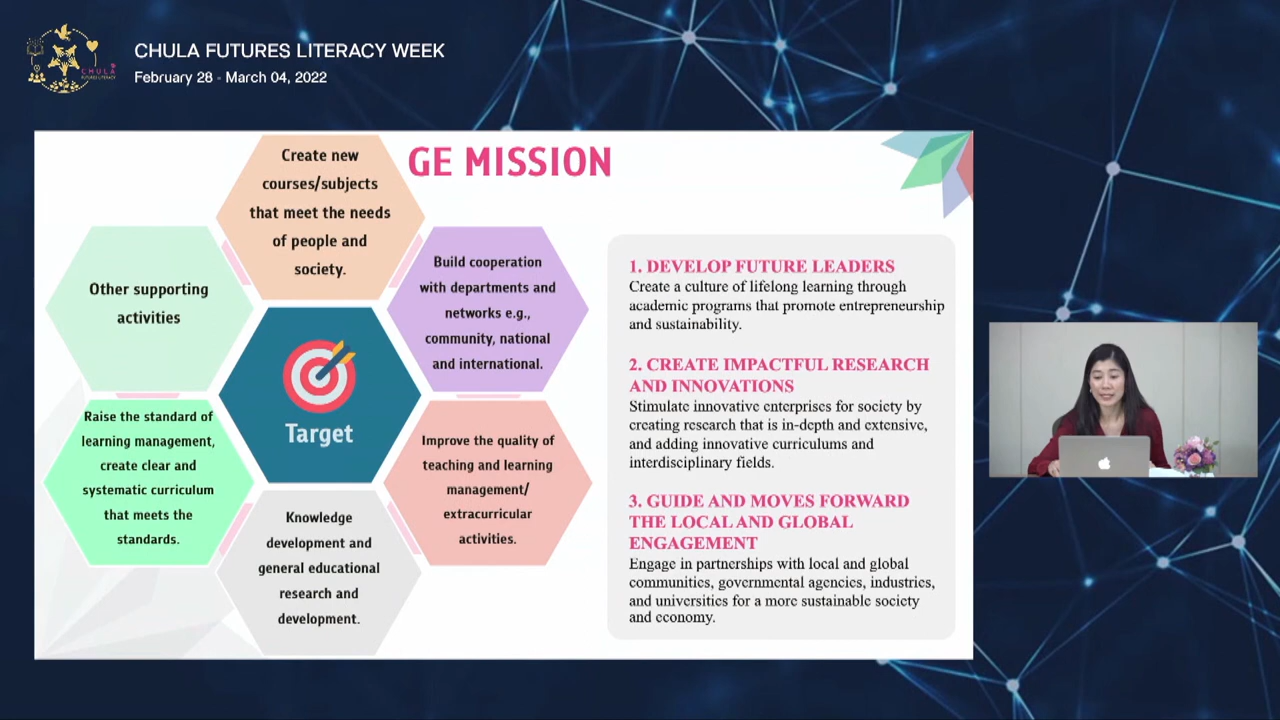 CHULA FUTURES LITERACY WEEK
February 28 - March 04, 2022
CHULA
FUTURES LITERACY
GE MISSION
Create new
courses/subjects
that meet the needs
of people and
society.
Build cooperation
with departments and
networks e.g.,
community, national
and international.
Other supporting
activities
Target
Raise the standard of
learning management,
create clear and
systematic curriculum
that meets the
standards.
Improve the quality of
teaching and learning
management/
extracurricular
activities.
Knowledge
development and
general educational
research and
development.
1. DEVELOP FUTURE LEADERS
Create a culture of lifelong learning through
academic programs that promote entrepreneurship
and sustainability.
2. CREATE IMPACTFUL RESEARCH
AND INNOVATIONS
Stimulate innovative enterprises for society by
creating research that is in-depth and extensive,
and adding innovative curriculums and
interdisciplinary fields.
3. GUIDE AND MOVES FORWARD
THE LOCAL AND GLOBAL
ENGAGEMENT
Engage in partnerships with local and global
communities, governmental agencies, industries,
and universities for a more sustainable society
and economy.